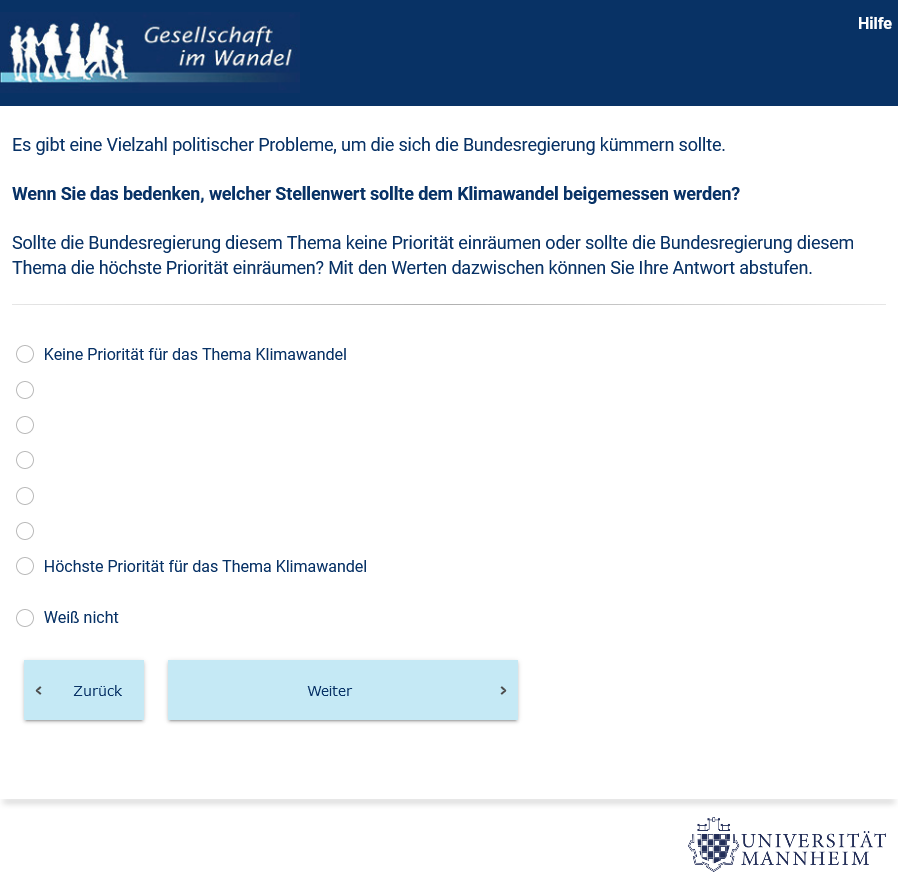 Gesellschaft
im Wandel
Hilfe
Es gibt eine Vielzahl politischer Probleme, um die sich die Bundesregierung kümmern sollte.
Wenn Sie das bedenken, welcher Stellenwert sollte dem Klimawandel beigemessen werden?
Sollte die Bundesregierung diesem Thema keine Priorität einräumen oder sollte die Bundesregierung diesem
Thema die höchste Priorität einräumen? Mit den Werten dazwischen können Sie Ihre Antwort abstufen.
Keine Priorität für das Thema Klimawandel
Höchste Priorität für das Thema Klimawandel
Weiß nicht
Zurück
Weiter
UNIVERSITÄT
MANNHEIM